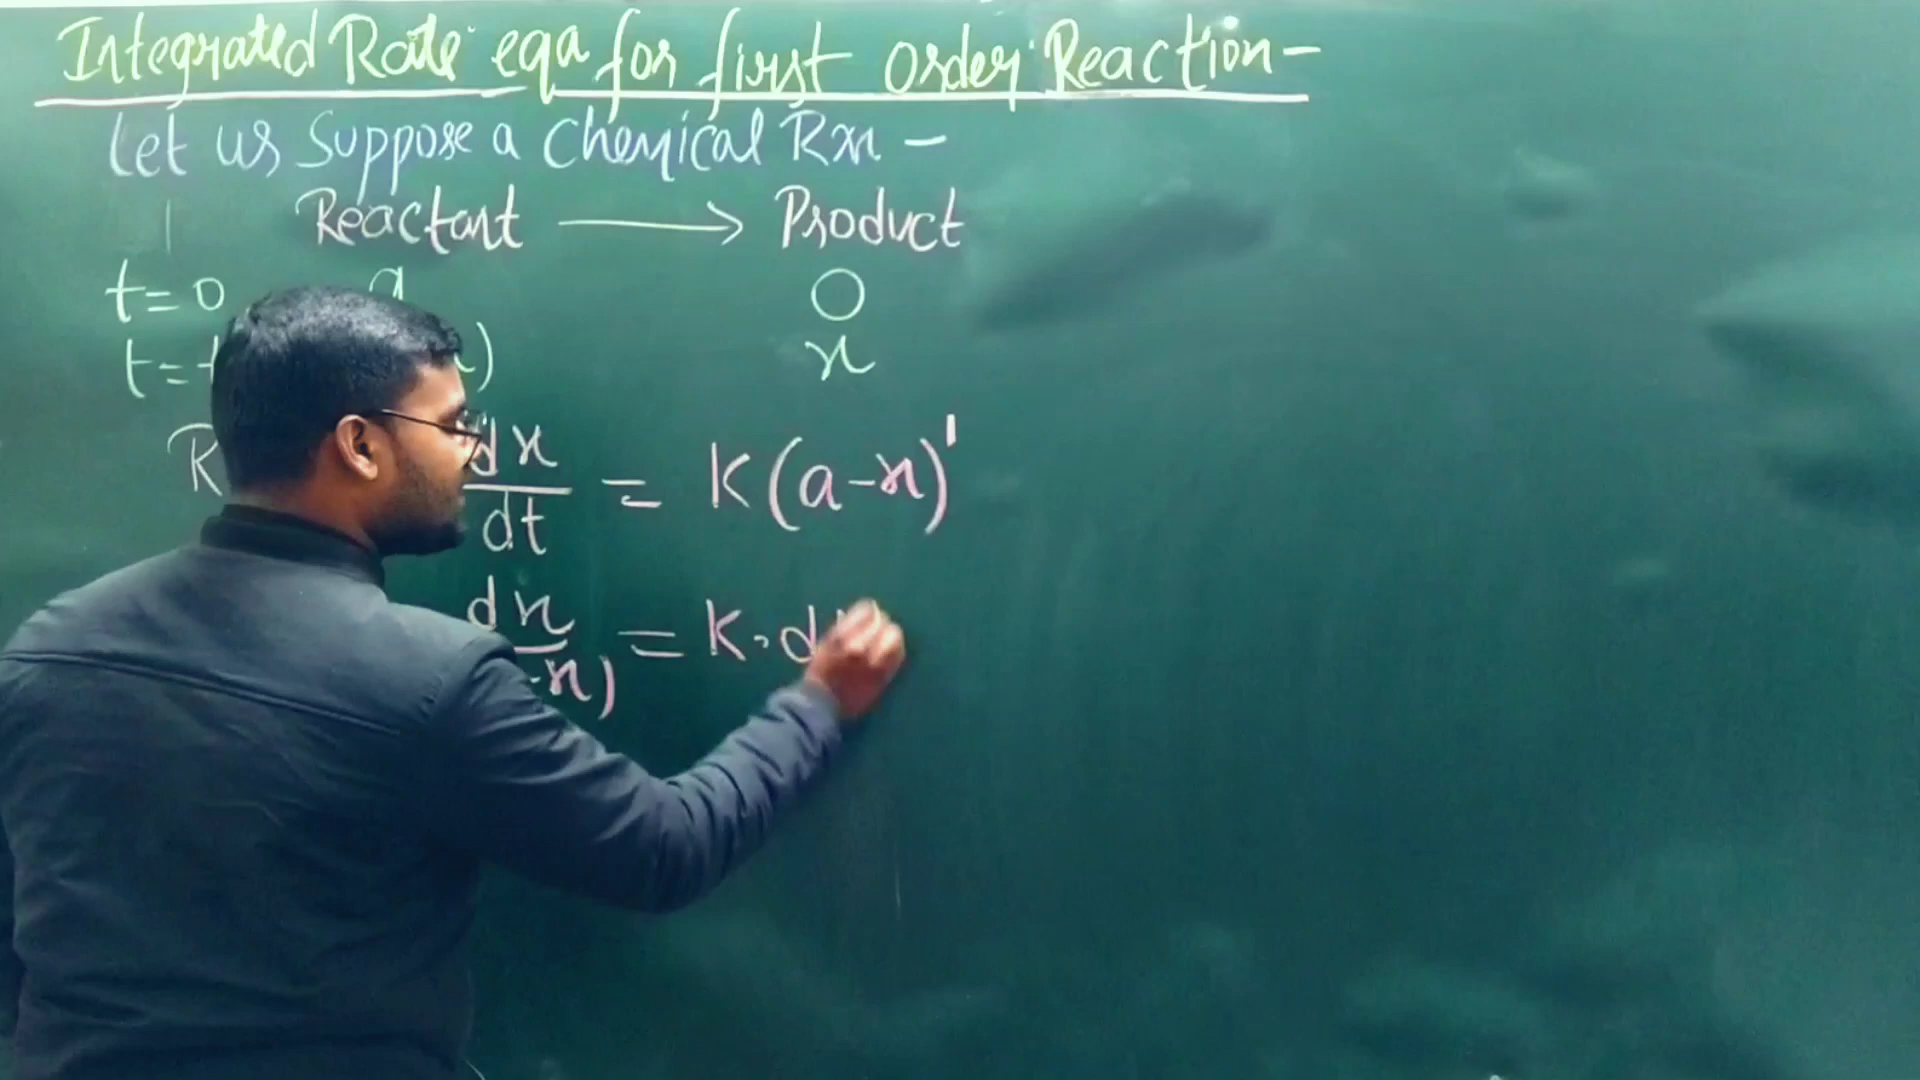 Integrated Rate eqn for first Order Reaction -
Let us Suppose a Chemical Rxn -
Reactant ⟶ Product
t = 0 a 0
t = t x) x
R dx/dt = K(a-x)¹
dx/-x) = K. d